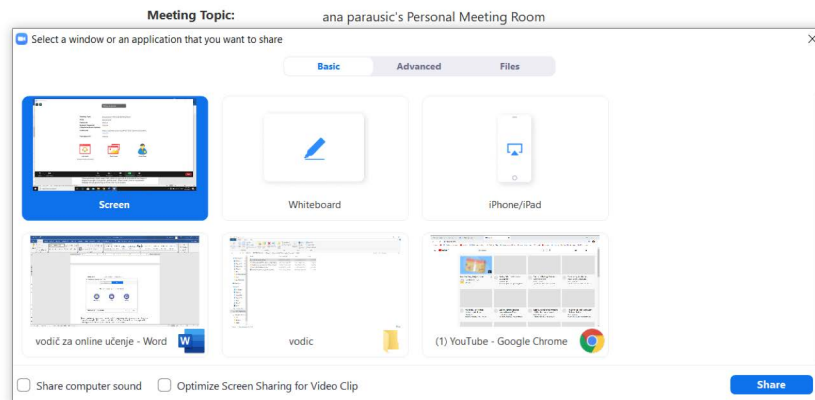 Meeting Topic: ana parausic's Personal Meeting Room
Select a window or an application that you want to share
Basic Advanced Files
Screen Whiteboard iPhone/iPad
vodič za online učenje - Word vodic (1) YouTube - Google Chrome
Share computer sound Optimize Screen Sharing for Video Clip Share